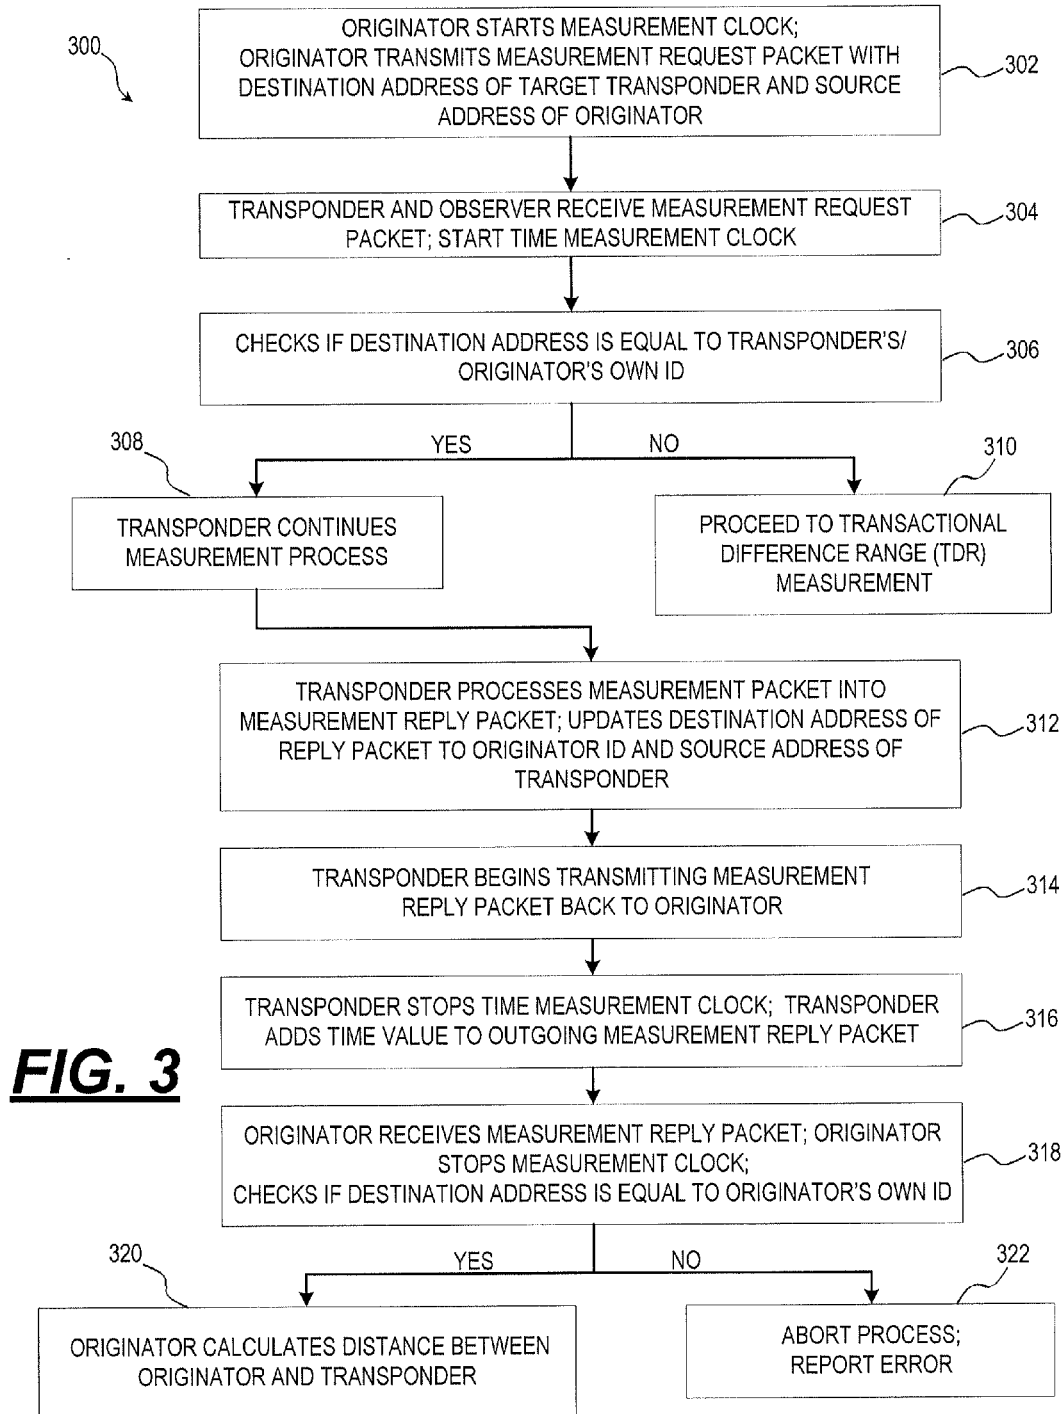 300
ORIGINATOR STARTS MEASUREMENT CLOCK;
ORIGINATOR TRANSMITS MEASUREMENT REQUEST PACKET WITH
DESTINATION ADDRESS OF TARGET TRANSPONDER AND SOURCE
ADDRESS OF ORIGINATOR
302
TRANSPONDER AND OBSERVER RECEIVE MEASUREMENT REQUEST
PACKET; START TIME MEASUREMENT CLOCK
304
CHECKS IF DESTINATION ADDRESS IS EQUAL TO TRANSPONDER'S/
ORIGINATOR'S OWN ID
306
YES
NO
308
TRANSPONDER CONTINUES
MEASUREMENT PROCESS
310
PROCEED TO TRANSACTIONAL
DIFFERENCE RANGE (TDR)
MEASUREMENT
TRANSPONDER PROCESSES MEASUREMENT PACKET INTO
MEASUREMENT REPLY PACKET; UPDATES DESTINATION ADDRESS OF
REPLY PACKET TO ORIGINATOR ID AND SOURCE ADDRESS OF
TRANSPONDER
312
TRANSPONDER BEGINS TRANSMITTING MEASUREMENT
REPLY PACKET BACK TO ORIGINATOR
314
TRANSPONDER STOPS TIME MEASUREMENT CLOCK; TRANSPONDER
ADDS TIME VALUE TO OUTGOING MEASUREMENT REPLY PACKET
316
FIG. 3
ORIGINATOR RECEIVES MEASUREMENT REPLY PACKET; ORIGINATOR
STOPS MEASUREMENT CLOCK;
CHECKS IF DESTINATION ADDRESS IS EQUAL TO ORIGINATOR'S OWN ID
318
YES
NO
320
ORIGINATOR CALCULATES DISTANCE BETWEEN
ORIGINATOR AND TRANSPONDER
322
ABORT PROCESS;
REPORT ERROR